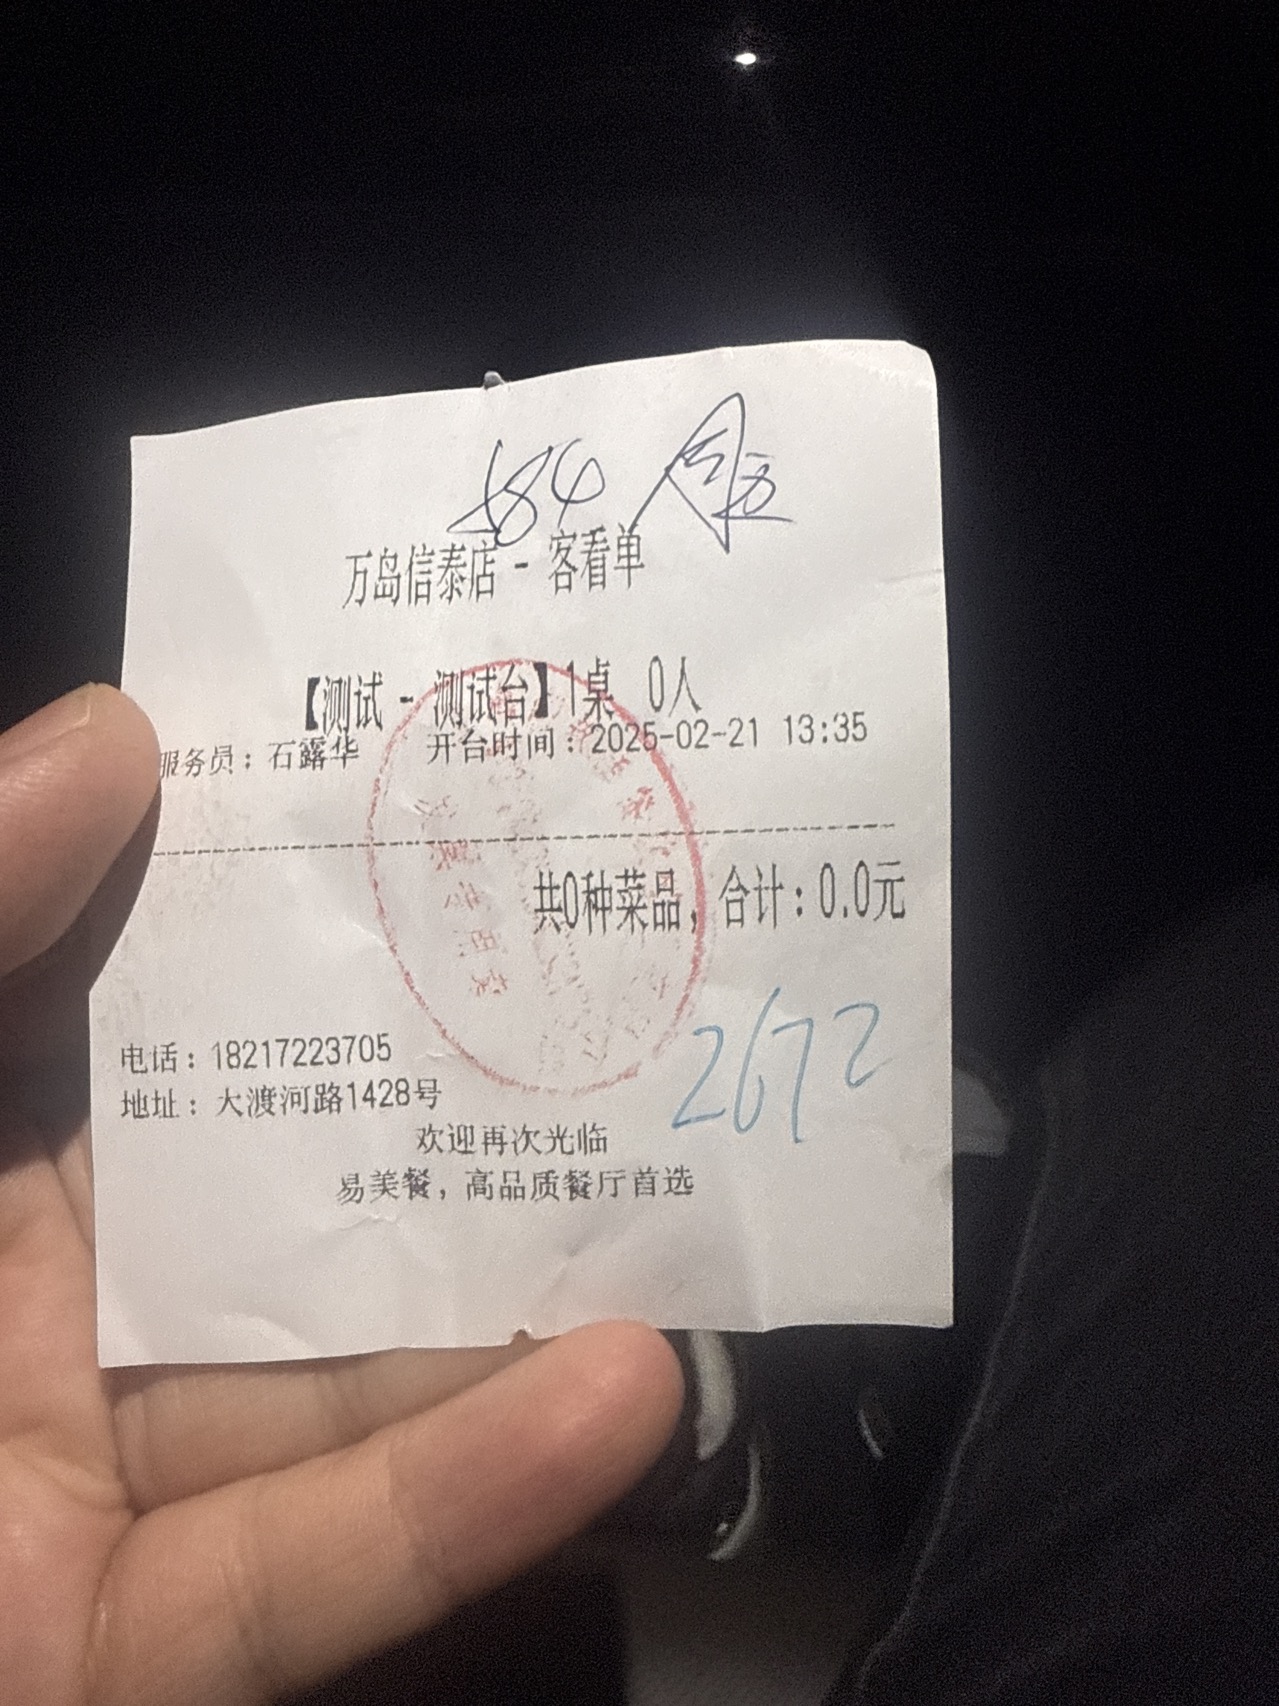 84 周五
万岛信泰店 - 客看单
【测试 - 测试台】1桌 0人
服务员：石露华 开台时间：2025-02-21 13:35
共0种菜品，合计：0.0元
2672
电话：18217223705
地址：大渡河路1428号
欢迎再次光临
易美餐，高品质餐厅首选